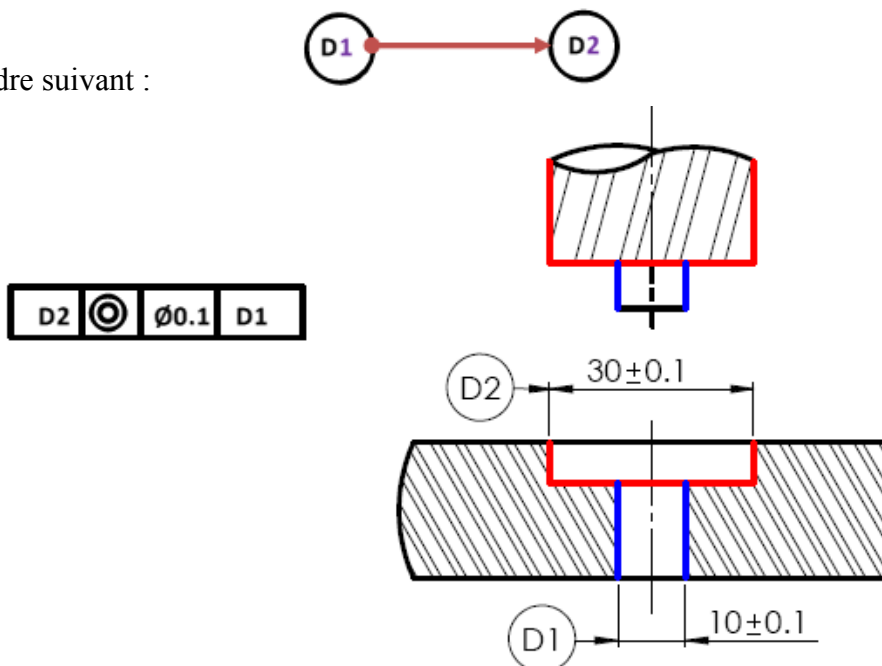 D1 D2
dre suivant :
D2 ◎ Ø0.1 D1
D2 30±0.1
D1 10±0.1